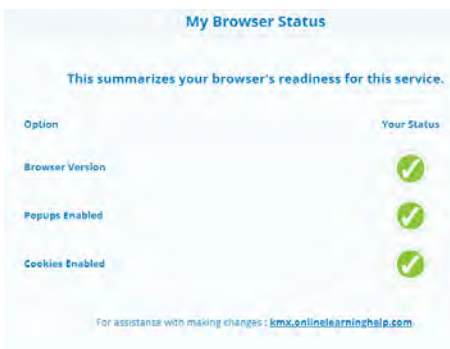 My Browser Status
This summarizes your browser's readiness for this service.
Option Your Status
Browser Version
Popups Enabled
Cookies Enabled
For assistance with making changes : kmx.onlinelearninghelp.com